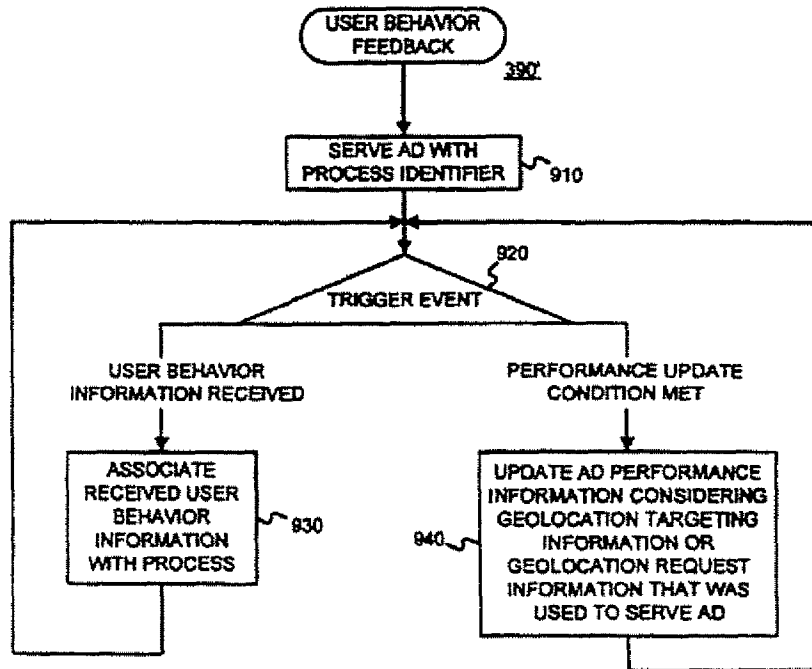 USER BEHAVIOR
FEEDBACK
390'
SERVE AD WITH
PROCESS IDENTIFIER
910
920
TRIGGER EVENT
USER BEHAVIOR
INFORMATION RECEIVED
PERFORMANCE UPDATE
CONDITION MET
ASSOCIATE
RECEIVED USER
BEHAVIOR
INFORMATION
WITH PROCESS
930
UPDATE AD PERFORMANCE
INFORMATION CONSIDERING
GEOLOCATION TARGETING
INFORMATION OR
GEOLOCATION REQUEST
INFORMATION THAT WAS
USED TO SERVE AD
940